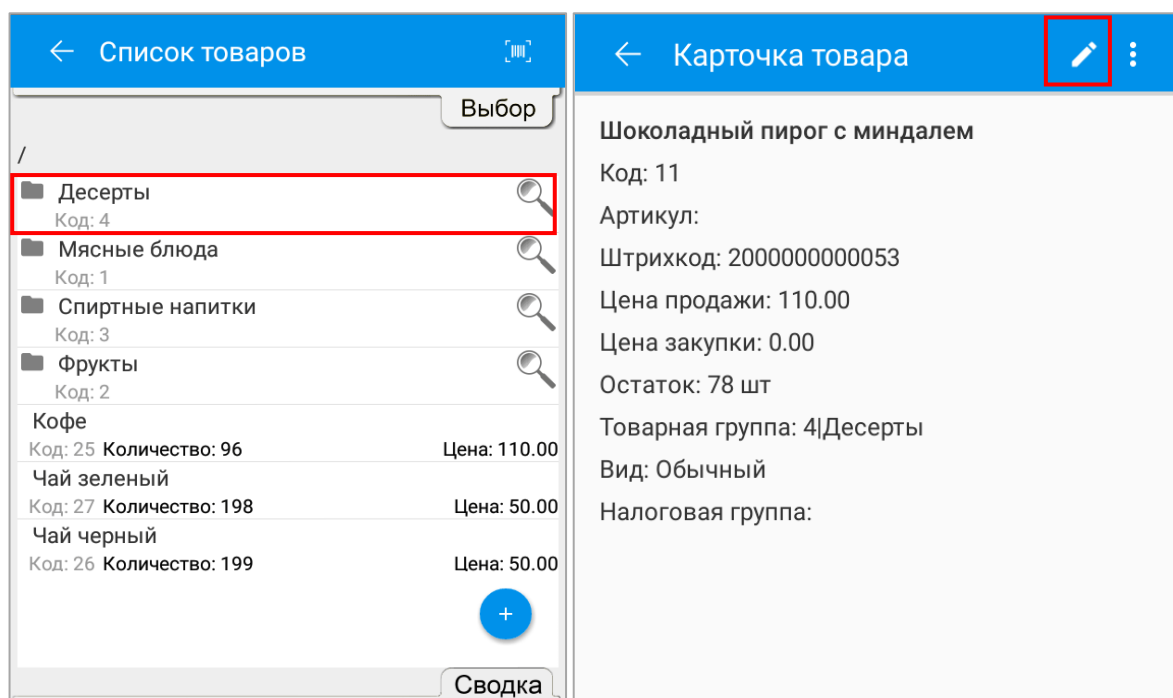 Список товаров
Выбор
/
Десерты
Код: 4
Мясные блюда
Код: 1
Спиртные напитки
Код: 3
Фрукты
Код: 2
Кофе
Код: 25 Количество: 96 Цена: 110.00
Чай зеленый
Код: 27 Количество: 198 Цена: 50.00
Чай черный
Код: 26 Количество: 199 Цена: 50.00
+
Сводка
Карточка товара
Шоколадный пирог с миндалем
Код: 11
Артикул:
Штрихкод: 2000000000053
Цена продажи: 110.00
Цена закупки: 0.00
Остаток: 78 шт
Товарная группа: 4|Десерты
Вид: Обычный
Налоговая группа: